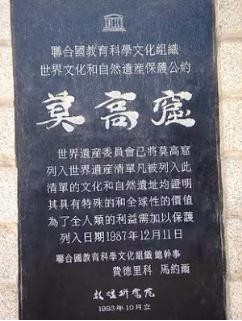 聯合國教育科學文化組織
世界文化和自然遺産保護公約
莫高窟
世界遺産委員會已將莫高窟
列入世界遺産清單凡被列入此
清單的文化和自然遺址均證明
其具有特殊的和全球性的價值
為了全人類的利益需加以保護
列入日期1987年12月11日
聯合國教育科學文化組織 總幹事
費德里科 馬約爾
敦煌研究院
1993年10月立